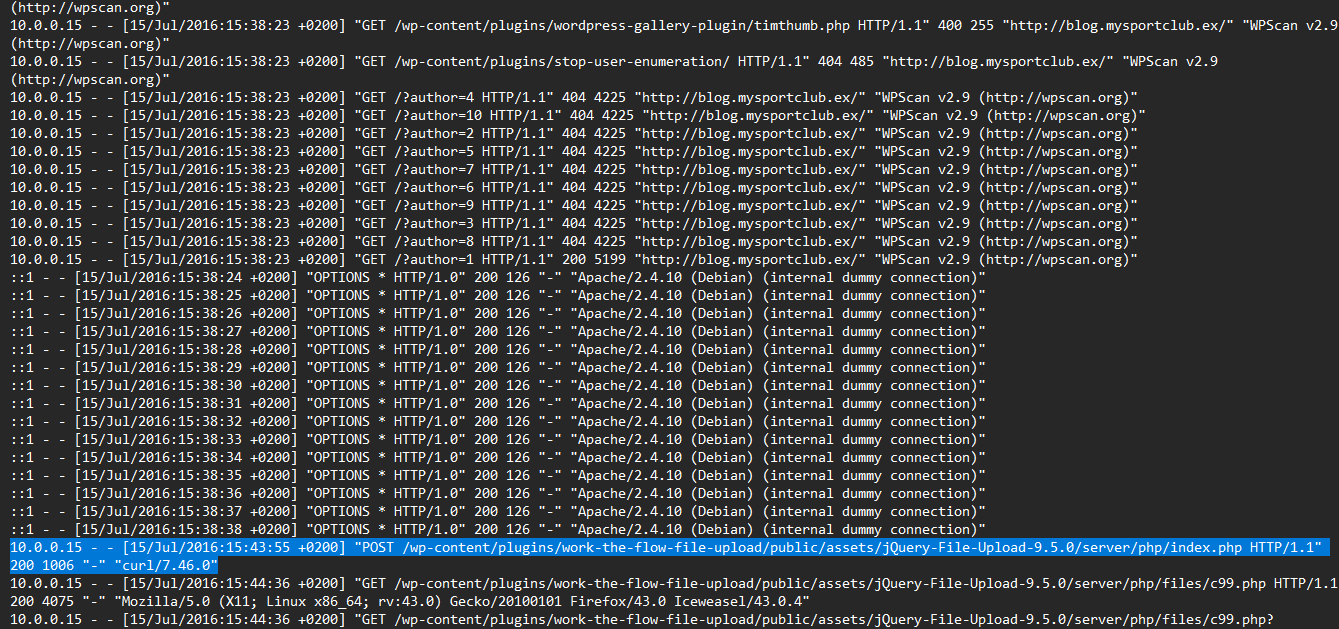 (http://wpscan.org)"
10.0.0.15 - - [15/Jul/2016:15:38:23 +0200] "GET /wp-content/plugins/wordpress-gallery-plugin/timthumb.php HTTP/1.1" 400 255 "http://blog.mysportclub.ex/" "WPScan v2.9
(http://wpscan.org)"
10.0.0.15 - - [15/Jul/2016:15:38:23 +0200] "GET /wp-content/plugins/stop-user-enumeration/ HTTP/1.1" 404 485 "http://blog.mysportclub.ex/" "WPScan v2.9
(http://wpscan.org)"
10.0.0.15 - - [15/Jul/2016:15:38:23 +0200] "GET /?author=4 HTTP/1.1" 404 4225 "http://blog.mysportclub.ex/" "WPScan v2.9 (http://wpscan.org)"
10.0.0.15 - - [15/Jul/2016:15:38:23 +0200] "GET /?author=10 HTTP/1.1" 404 4225 "http://blog.mysportclub.ex/" "WPScan v2.9 (http://wpscan.org)"
10.0.0.15 - - [15/Jul/2016:15:38:23 +0200] "GET /?author=2 HTTP/1.1" 404 4225 "http://blog.mysportclub.ex/" "WPScan v2.9 (http://wpscan.org)"
10.0.0.15 - - [15/Jul/2016:15:38:23 +0200] "GET /?author=5 HTTP/1.1" 404 4225 "http://blog.mysportclub.ex/" "WPScan v2.9 (http://wpscan.org)"
10.0.0.15 - - [15/Jul/2016:15:38:23 +0200] "GET /?author=7 HTTP/1.1" 404 4225 "http://blog.mysportclub.ex/" "WPScan v2.9 (http://wpscan.org)"
10.0.0.15 - - [15/Jul/2016:15:38:23 +0200] "GET /?author=6 HTTP/1.1" 404 4225 "http://blog.mysportclub.ex/" "WPScan v2.9 (http://wpscan.org)"
10.0.0.15 - - [15/Jul/2016:15:38:23 +0200] "GET /?author=9 HTTP/1.1" 404 4225 "http://blog.mysportclub.ex/" "WPScan v2.9 (http://wpscan.org)"
10.0.0.15 - - [15/Jul/2016:15:38:23 +0200] "GET /?author=3 HTTP/1.1" 404 4225 "http://blog.mysportclub.ex/" "WPScan v2.9 (http://wpscan.org)"
10.0.0.15 - - [15/Jul/2016:15:38:23 +0200] "GET /?author=8 HTTP/1.1" 404 4225 "http://blog.mysportclub.ex/" "WPScan v2.9 (http://wpscan.org)"
10.0.0.15 - - [15/Jul/2016:15:38:23 +0200] "GET /?author=1 HTTP/1.1" 200 5199 "http://blog.mysportclub.ex/" "WPScan v2.9 (http://wpscan.org)"
::1 - - [15/Jul/2016:15:38:24 +0200] "OPTIONS * HTTP/1.0" 200 126 "-" "Apache/2.4.10 (Debian) (internal dummy connection)"
::1 - - [15/Jul/2016:15:38:25 +0200] "OPTIONS * HTTP/1.0" 200 126 "-" "Apache/2.4.10 (Debian) (internal dummy connection)"
::1 - - [15/Jul/2016:15:38:26 +0200] "OPTIONS * HTTP/1.0" 200 126 "-" "Apache/2.4.10 (Debian) (internal dummy connection)"
::1 - - [15/Jul/2016:15:38:27 +0200] "OPTIONS * HTTP/1.0" 200 126 "-" "Apache/2.4.10 (Debian) (internal dummy connection)"
::1 - - [15/Jul/2016:15:38:28 +0200] "OPTIONS * HTTP/1.0" 200 126 "-" "Apache/2.4.10 (Debian) (internal dummy connection)"
::1 - - [15/Jul/2016:15:38:29 +0200] "OPTIONS * HTTP/1.0" 200 126 "-" "Apache/2.4.10 (Debian) (internal dummy connection)"
::1 - - [15/Jul/2016:15:38:30 +0200] "OPTIONS * HTTP/1.0" 200 126 "-" "Apache/2.4.10 (Debian) (internal dummy connection)"
::1 - - [15/Jul/2016:15:38:31 +0200] "OPTIONS * HTTP/1.0" 200 126 "-" "Apache/2.4.10 (Debian) (internal dummy connection)"
::1 - - [15/Jul/2016:15:38:32 +0200] "OPTIONS * HTTP/1.0" 200 126 "-" "Apache/2.4.10 (Debian) (internal dummy connection)"
::1 - - [15/Jul/2016:15:38:33 +0200] "OPTIONS * HTTP/1.0" 200 126 "-" "Apache/2.4.10 (Debian) (internal dummy connection)"
::1 - - [15/Jul/2016:15:38:34 +0200] "OPTIONS * HTTP/1.0" 200 126 "-" "Apache/2.4.10 (Debian) (internal dummy connection)"
::1 - - [15/Jul/2016:15:38:35 +0200] "OPTIONS * HTTP/1.0" 200 126 "-" "Apache/2.4.10 (Debian) (internal dummy connection)"
::1 - - [15/Jul/2016:15:38:36 +0200] "OPTIONS * HTTP/1.0" 200 126 "-" "Apache/2.4.10 (Debian) (internal dummy connection)"
::1 - - [15/Jul/2016:15:38:37 +0200] "OPTIONS * HTTP/1.0" 200 126 "-" "Apache/2.4.10 (Debian) (internal dummy connection)"
::1 - - [15/Jul/2016:15:38:38 +0200] "OPTIONS * HTTP/1.0" 200 126 "-" "Apache/2.4.10 (Debian) (internal dummy connection)"
10.0.0.15 - - [15/Jul/2016:15:43:55 +0200] "POST /wp-content/plugins/work-the-flow-file-upload/public/assets/jQuery-File-Upload-9.5.0/server/php/index.php HTTP/1.1"
200 1006 "-" "curl/7.46.0"
10.0.0.15 - - [15/Jul/2016:15:44:36 +0200] "GET /wp-content/plugins/work-the-flow-file-upload/public/assets/jQuery-File-Upload-9.5.0/server/php/files/c99.php HTTP/1.1
200 4075 "-" "Mozilla/5.0 (X11; Linux x86_64; rv:43.0) Gecko/20100101 Firefox/43.0 Iceweasel/43.0.4"
10.0.0.15 - - [15/Jul/2016:15:44:36 +0200] "GET /wp-content/plugins/work-the-flow-file-upload/public/assets/jQuery-File-Upload-9.5.0/server/php/files/c99.php?